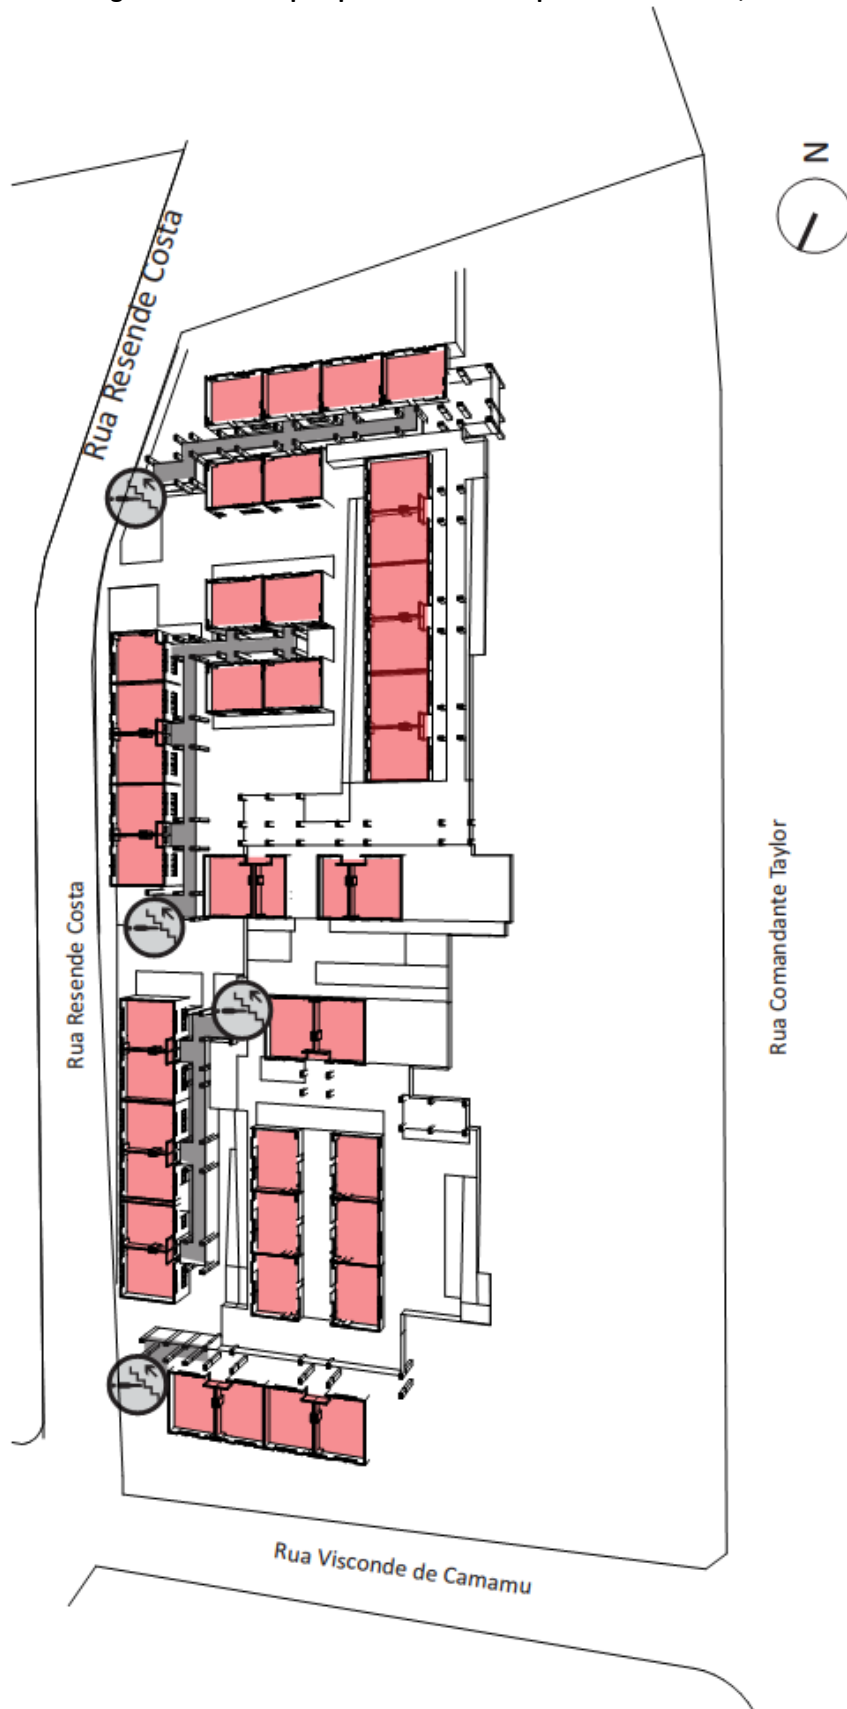 N
Rua Resende Costa
Rua Resende Costa
Rua Comandante Taylor
Rua Visconde de Camamu